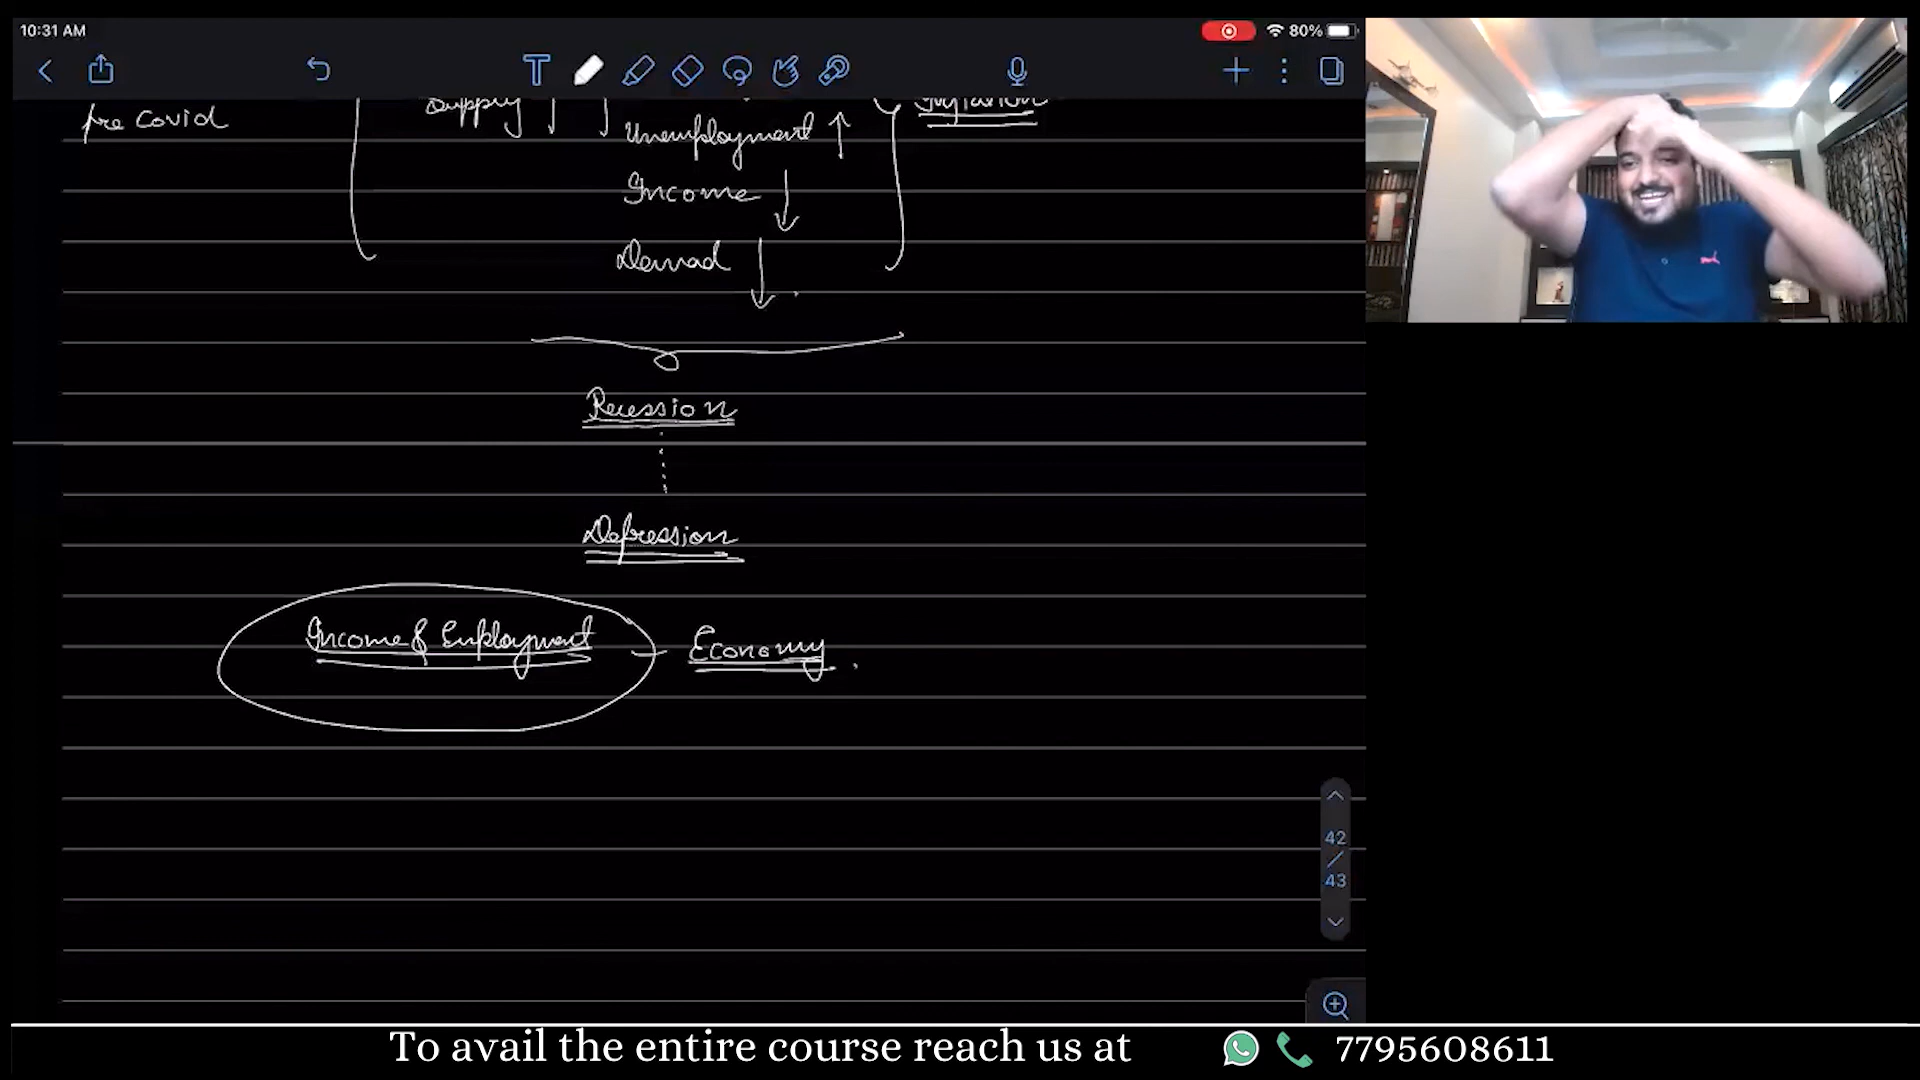 10:31 AM
80%
pre Covid
Supply
Unemployment ↑
Income ↓
Demad ↓
Recession
Depression
Income & Employment - Economy.
42
/
43
To avail the entire course reach us at 7795608611